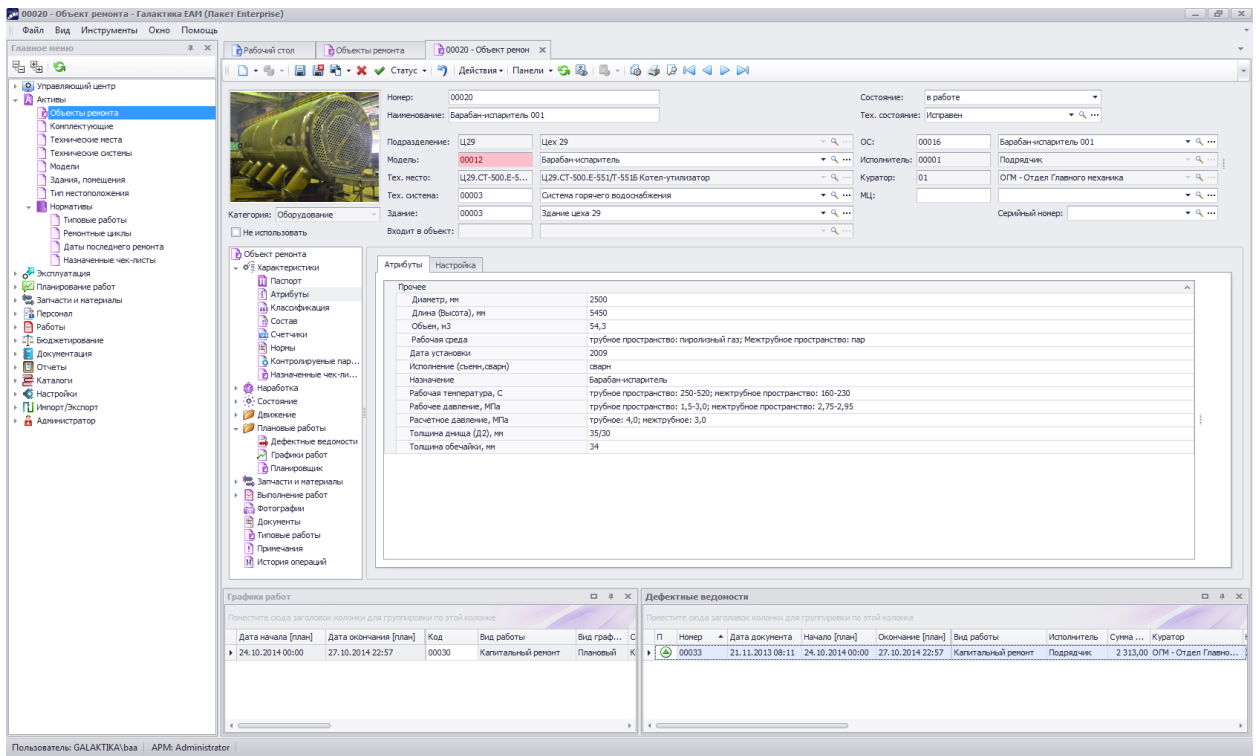 00020 - Объект ремонта - Галактика EAM (Пакет Enterprise)
Файл Вид Инструменты Окно Помощь
Главное меню
Управляющий центр
Активы
Объекты ремонта
Комплектующие
Технические места
Технические системы
Модели
Здания, помещения
Тип местоположения
Нормативы
Типовые работы
Ремонтные циклы
Даты последнего ремонта
Назначенные чек-листы
Эксплуатация
Планирование работ
Запчасти и материалы
Персонал
Работы
Бюджетирование
Документация
Отчеты
Каталоги
Настройки
Импорт/Экспорт
Администратор
Рабочий стол Объекты ремонта 00020 - Объект ремон
Статус Действия Панели
Номер: 00020 Состояние: в работе
Наименование: Барабан-испаритель 001 Тех. состояние: Исправен
Подразделение: Ц29 Цех 29 ОС: 00016 Барабан-испаритель 001
Модель: 00012 Барабан-испаритель Исполнитель: 00001 Подрядчик
Тех. место: Ц29.СТ-500.Е-5... Ц29.СТ-500.Е-551/Т-551Б Котел-утилизатор Куратор: 01 ОГМ - Отдел Главного механика
Тех. система: 00003 Система горячего водоснабжения МЦ:
Категория: Оборудование Здание: 00003 Здание цеха 29 Серийный номер:
Не использовать Входит в объект:
Объект ремонта
Характеристики
Паспорт
Атрибуты
Классификация
Состав
Счетчики
Нормы
Контролируемые пар...
Назначенные чек-ли...
Наработка
Состояние
Движение
Плановые работы
Дефектные ведомости
Графики работ
Планировщик
Запчасти и материалы
Выполнение работ
Фотографии
Документы
Типовые работы
Примечания
История операций
Атрибуты Настройка
Прочее
Диаметр, мм 2500
Длина (Высота), мм 5450
Объем, м3 54,3
Рабочая среда трубное пространство: пиролизный газ; Межтрубное пространство: пар
Дата установки 2009
Исполнение (съемн,сварн) сварн
Назначение Барабан-испаритель
Рабочая температура, С трубное пространство: 250-520; межтрубное пространство: 160-230
Рабочее давление, МПа трубное пространство: 1,5-3,0; межтрубное пространство: 2,75-2,95
Расчетное давление, МПа трубное: 4,0; межтрубное: 3,0
Толщина днища (Д2), мм 35/30
Толщина обечайки, мм 34
Графики работ
Поместите сюда заголовок колонки для группировки по этой колонке
Дата начала [план] Дата окончания [план] Код Вид работы Вид граф... С
24.10.2014 00:00 27.10.2014 22:57 00030 Капитальный ремонт Плановый К
Дефектные ведомости
Поместите сюда заголовок колонки для группировки по этой колонке
П Номер Дата документа Начало [план] Окончание [план] Вид работы Исполнитель Сумма ... Куратор
00033 21.11.2013 08:11 24.10.2014 00:00 27.10.2014 22:57 Капитальный ремонт Подрядчик 2 313,00 ОГМ - Отдел Главно...
Пользователь: GALAKTIKA\baa АРМ: Administrator